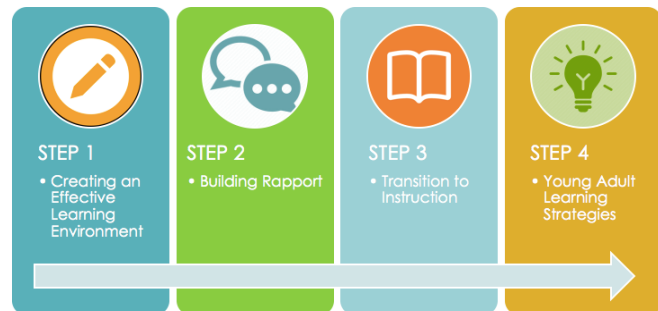 STEP 1
• Creating an
Effective
Learning
Environment
STEP 2
• Building Rapport
STEP 3
• Transition to
Instruction
STEP 4
• Young Adult
Learning
Strategies